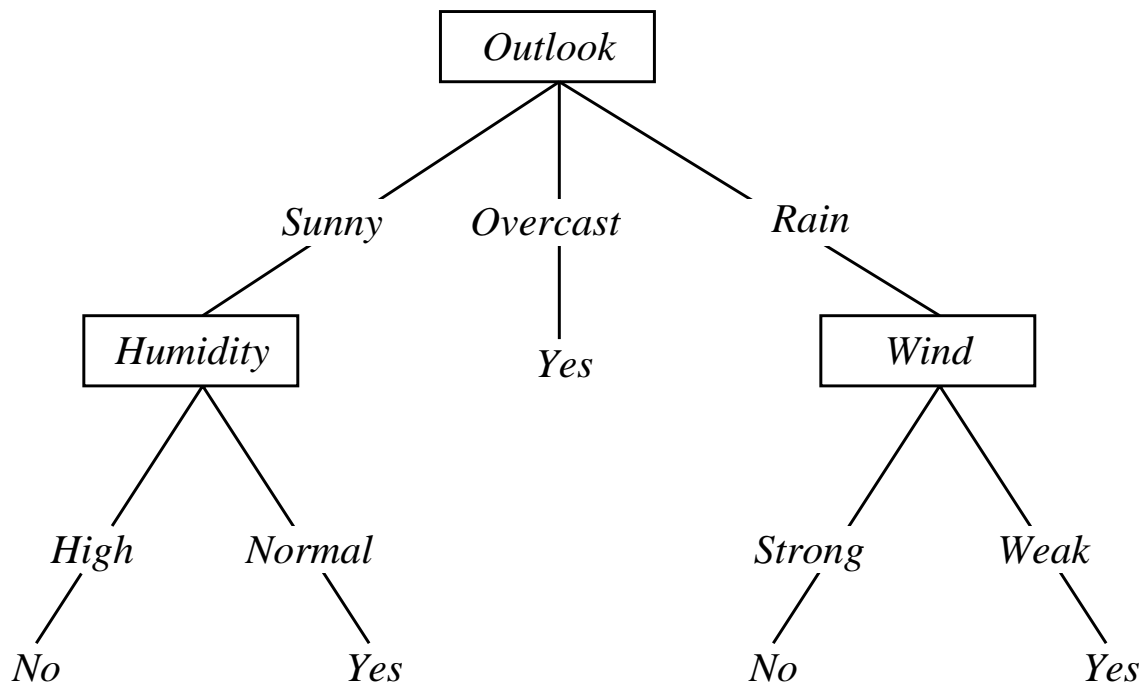 Outlook
Sunny Overcast Rain
Humidity Yes Wind
High Normal Strong Weak
No Yes No Yes